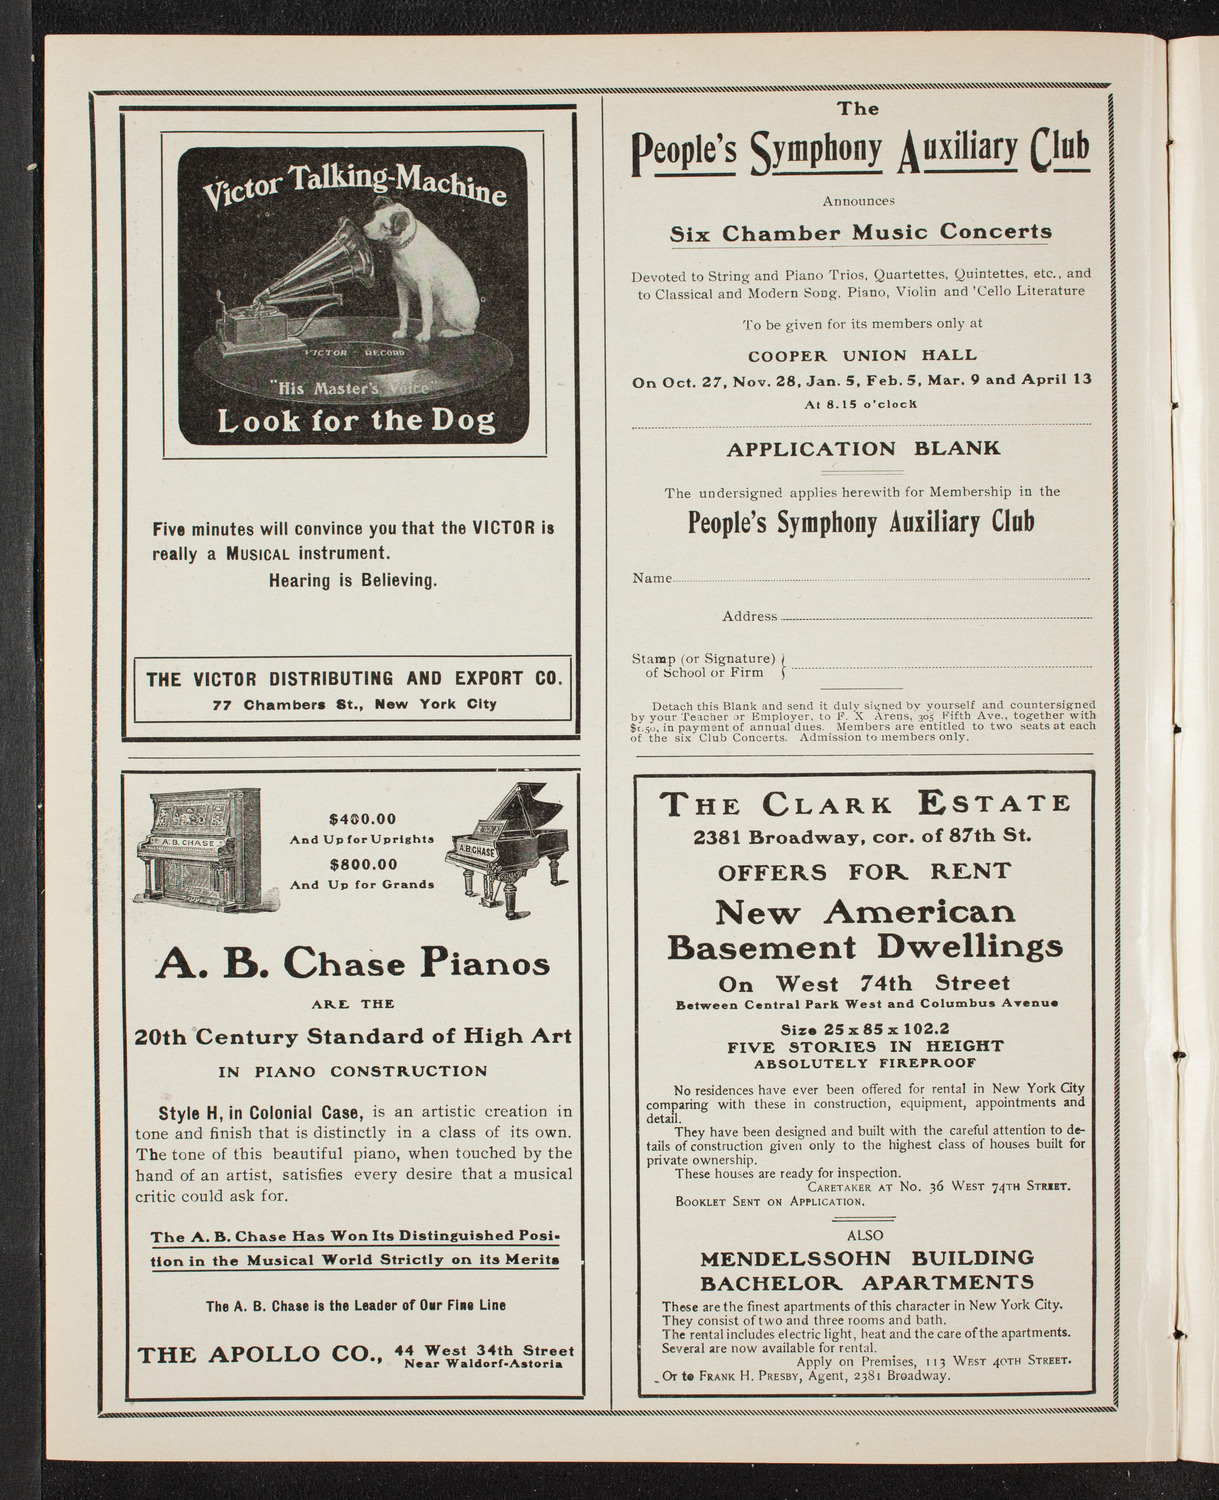 Victor Talking-Machine
VICTOR RECORD
"His Master's Voice"
Look for the Dog
Five minutes will convince you that the VICTOR is
really a MUSICAL instrument.
Hearing is Believing.
THE VICTOR DISTRIBUTING AND EXPORT CO.
77 Chambers St., New York City
A. B. CHASE
A.B.CHASE
$400.00
And Up for Uprights
$800.00
And Up for Grands
A. B. Chase Pianos
ARE THE
20th Century Standard of High Art
IN PIANO CONSTRUCTION
Style H, in Colonial Case, is an artistic creation in
tone and finish that is distinctly in a class of its own.
The tone of this beautiful piano, when touched by the
hand of an artist, satisfies every desire that a musical
critic could ask for.
The A. B. Chase Has Won Its Distinguished Posi-
tion in the Musical World Strictly on its Merits
The A. B. Chase is the Leader of Our Fine Line
THE APOLLO CO., 44 West 34th Street
Near Waldorf-Astoria
The
People's Symphony Auxiliary Club
Announces
Six Chamber Music Concerts
Devoted to String and Piano Trios, Quartettes, Quintettes, etc., and
to Classical and Modern Song, Piano, Violin and 'Cello Literature
To be given for its members only at
COOPER UNION HALL
On Oct. 27, Nov. 28, Jan. 5, Feb. 5, Mar. 9 and April 13
At 8.15 o'clock
APPLICATION BLANK
The undersigned applies herewith for Membership in the
People's Symphony Auxiliary Club
Name
Address
Stamp (or Signature)
of School or Firm
Detach this Blank and send it duly signed by yourself and countersigned
by your Teacher or Employer, to F. X Arens, 305 Fifth Ave., together with
$1.50, in payment of annual dues. Members are entitled to two seats at each
of the six Club Concerts. Admission to members only.
THE CLARK ESTATE
2381 Broadway, cor. of 87th St.
OFFERS FOR RENT
New American
Basement Dwellings
On West 74th Street
Between Central Park West and Columbus Avenue
Size 25 x 85 x 102.2
FIVE STORIES IN HEIGHT
ABSOLUTELY FIREPROOF
No residences have ever been offered for rental in New York City
comparing with these in construction, equipment, appointments and
detail.
They have been designed and built with the careful attention to de-
tails of construction given only to the highest class of houses built for
private ownership.
These houses are ready for inspection.
CARETAKER AT No. 36 WEST 74TH STREET.
BOOKLET SENT ON APPLICATION.
ALSO
MENDELSSOHN BUILDING
BACHELOR APARTMENTS
These are the finest apartments of this character in New York City.
They consist of two and three rooms and bath.
The rental includes electric light, heat and the care of the apartments.
Several are now available for rental.
Apply on Premises, 113 WEST 40TH STREET.
Or to FRANK H. PRESBY, Agent, 2381 Broadway.